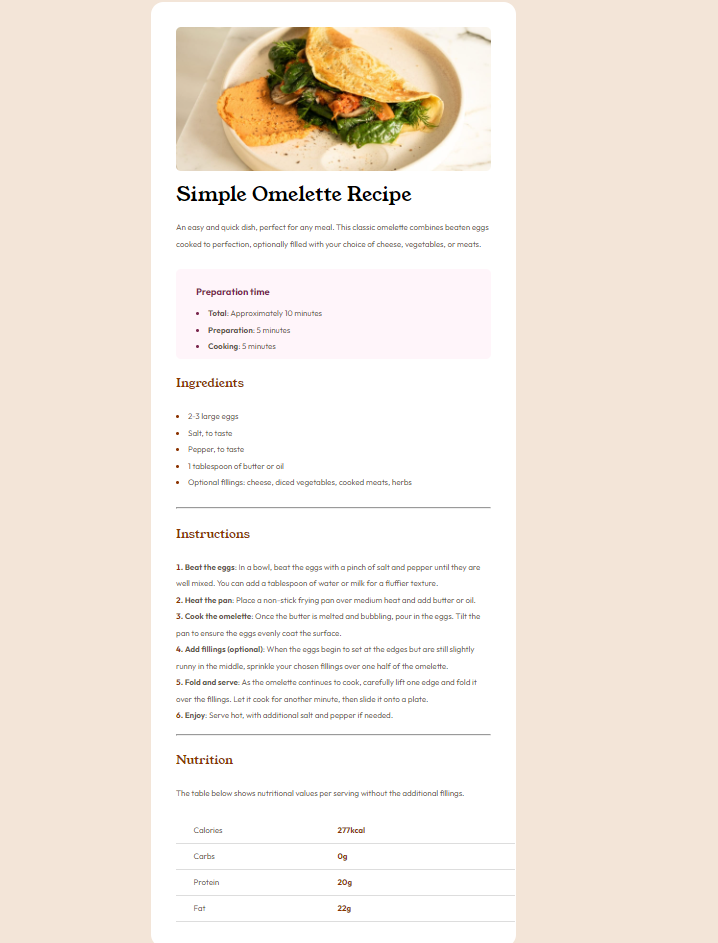 Simple Omelette Recipe
An easy and quick dish, perfect for any meal. This classic omelette combines beaten eggs
cooked to perfection, optionally filled with your choice of cheese, vegetables, or meats.
Preparation time
• Total: Approximately 10 minutes
• Preparation: 5 minutes
• Cooking: 5 minutes
Ingredients
• 2-3 large eggs
• Salt, to taste
• Pepper, to taste
• 1 tablespoon of butter or oil
• Optional fillings: cheese, diced vegetables, cooked meats, herbs
Instructions
1. Beat the eggs: In a bowl, beat the eggs with a pinch of salt and pepper until they are
well mixed. You can add a tablespoon of water or milk for a fluffier texture.
2. Heat the pan: Place a non-stick frying pan over medium heat and add butter or oil.
3. Cook the omelette: Once the butter is melted and bubbling, pour in the eggs. Tilt the
pan to ensure the eggs evenly coat the surface.
4. Add fillings (optional): When the eggs begin to set at the edges but are still slightly
runny in the middle, sprinkle your chosen fillings over one half of the omelette.
5. Fold and serve: As the omelette continues to cook, carefully lift one edge and fold it
over the fillings. Let it cook for another minute, then slide it onto a plate.
6. Enjoy: Serve hot, with additional salt and pepper if needed.
Nutrition
The table below shows nutritional values per serving without the additional fillings.
Calories 277kcal
Carbs 0g
Protein 20g
Fat 22g